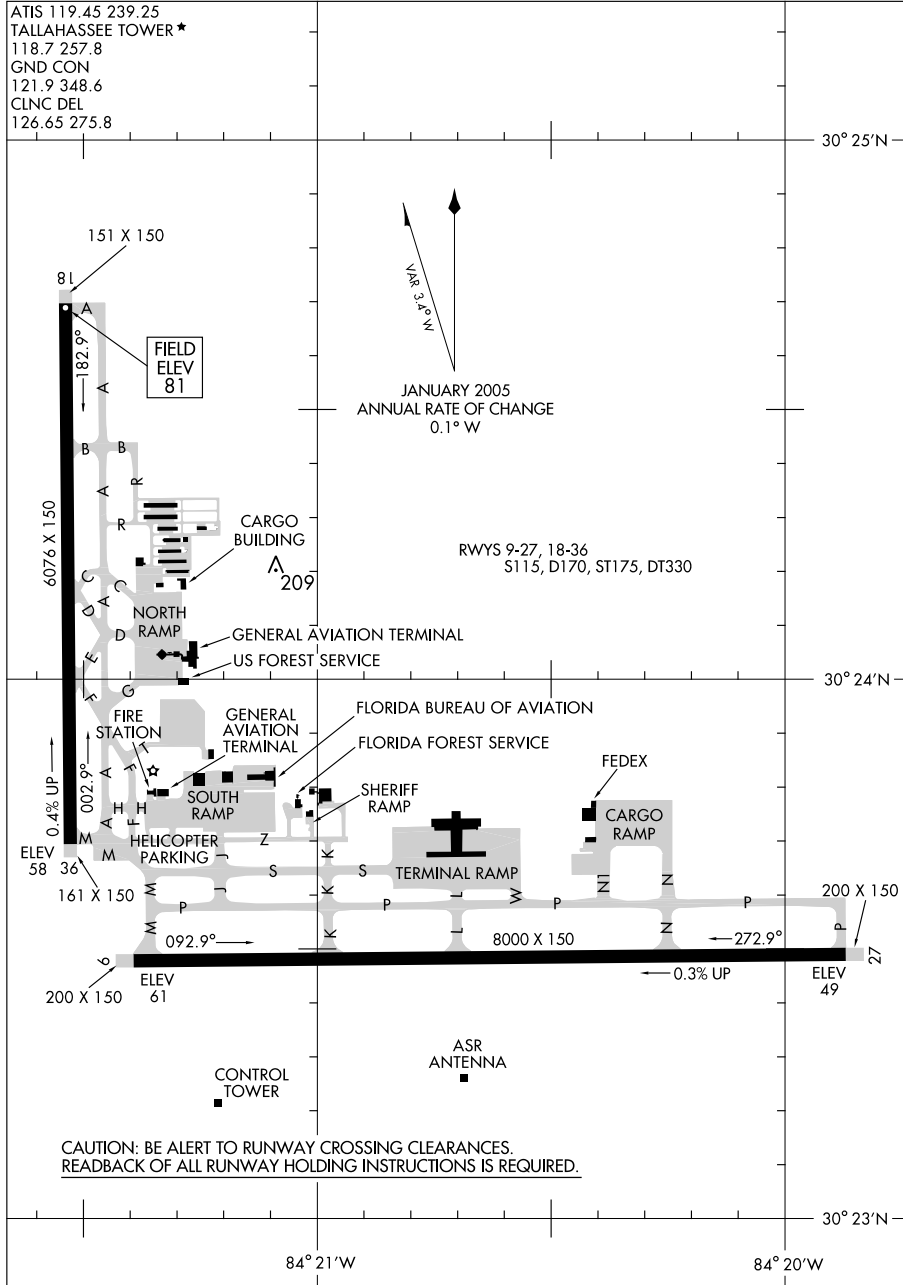 ATIS 119.45 239.25
TALLAHASSEE TOWER ★
118.7 257.8
GND CON
121.9 348.6
CLNC DEL
126.65 275.8
30° 25'N
151 X 150
18
A
VAR 3.4° W
182.9°
FIELD
ELEV
81
A
JANUARY 2005
ANNUAL RATE OF CHANGE
0.1° W
B
B
A
R
R
6076 X 150
CARGO
BUILDING
209
RWYS 9-27, 18-36
S115, D170, ST175, DT330
C
C
A
D
D
NORTH
RAMP
GENERAL AVIATION TERMINAL
E
US FOREST SERVICE
30° 24'N
F
G
FIRE
STATION
GENERAL
AVIATION
TERMINAL
FLORIDA BUREAU OF AVIATION
FLORIDA FOREST SERVICE
T
F
FEDEX
0.4% UP
002.9°
A
SOUTH
RAMP
SHERIFF
RAMP
CARGO
RAMP
H
H
A
F
M
M
HELICOPTER
PARKING
Z
J
K
ELEV
58
36
161 X 150
S
S
TERMINAL RAMP
M
J
K
L
W
N1
N
200 X 150
P
P
P
P
M
K
L
N
P
092.9°
8000 X 150
272.9°
9
27
200 X 150
ELEV
61
0.3% UP
ELEV
49
ASR
ANTENNA
CONTROL
TOWER
CAUTION: BE ALERT TO RUNWAY CROSSING CLEARANCES.
READBACK OF ALL RUNWAY HOLDING INSTRUCTIONS IS REQUIRED.
30° 23'N
84° 21'W
84° 20'W